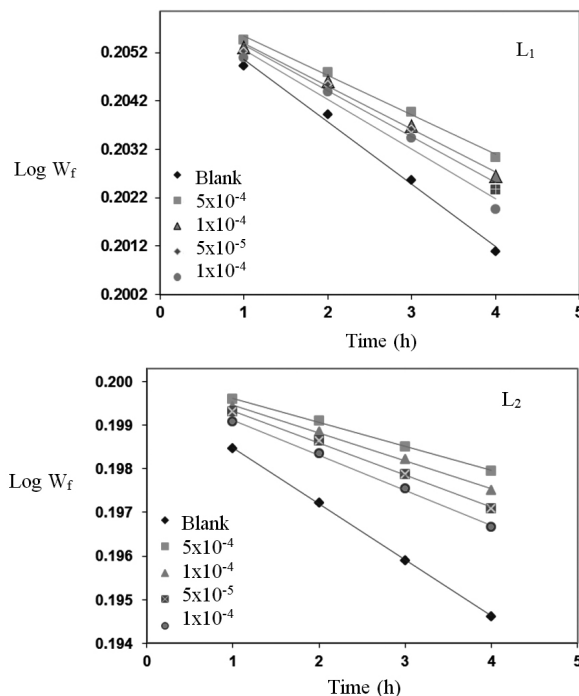 0.2052
L₁
0.2042
Log W_f
0.2032
Blank
5x10⁻⁴
0.2022
1x10⁻⁴
5x10⁻⁵
0.2012
1x10⁻⁴
0.2002
0 1 2 3 4 5
Time (h)
0.200
L₂
0.199
0.198
Log W_f
0.197
Blank
5x10⁻⁴
0.196
1x10⁻⁴
5x10⁻⁵
0.195
1x10⁻⁴
0.194
0 1 2 3 4 5
Time (h)